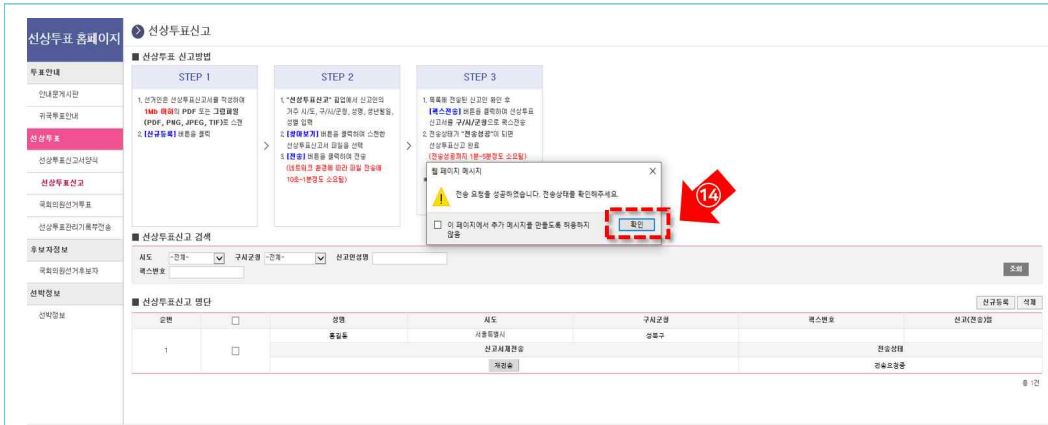 선상투표 홈페이지
투표안내
안내문게시판
귀국투표안내
선상투표
선상투표신고서양식
선상투표신고
국회의원선거투표
선상투표관리기록부전송
후보자정보
국회의원선거후보자
선박정보
선박정보
선상투표신고
■ 선상투표 신고방법
STEP 1
1. 선거인은 선상투표신고서를 작성하여
1Mb 이하의 PDF 또는 그림파일
(PDF, PNG, JPEG, TIF)로 스캔
2. [신규등록] 버튼을 클릭
>
STEP 2
1. "선상투표신고" 팝업에서 신고인의
거주 시/도, 구/시/군청, 성명, 생년월일,
성별 입력
2. [찾아보기] 버튼을 클릭하여 스캔한
선상투표신고서 파일을 선택
3. [전송] 버튼을 클릭하여 전송
(네트워크 환경에 따라 파일 전송에
10초~1분정도 소요됨)
>
STEP 3
1. 목록에 전송된 신고인 확인 후
[팩스전송] 버튼을 클릭하여 선상투표
신고서를 구/시/군청으로 팩스전송
2. 전송상태가 "전송성공"이 되면
선상투표신고 완료
(전송성공까지 1분~5분정도 소요됨)
웹 페이지 메시지 X
전송 요청을 성공하였습니다. 전송상태를 확인해주세요.
이 페이지에서 추가 메시지를 만들도록 허용하지
않음
확인
⑭
■ 선상투표신고 검색
시도 -전체- 구시군청 -전체- 신고인성명
팩스번호
조회
■ 선상투표신고 명단
신규등록 삭제
순번 성명 시도 구시군청 팩스번호 신고(전송)일
1 홍길동 서울특별시 성북구
신고서재전송 전송상태
재전송 전송요청중
총 1건